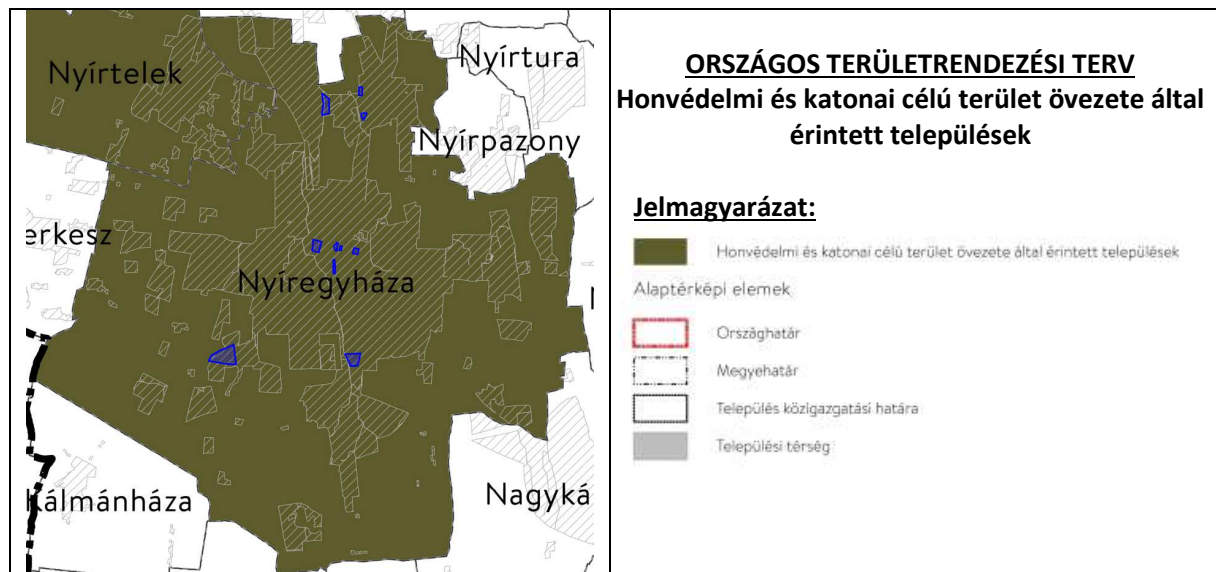 Nyírtelek
Nyírtura
Nyírpazony
erkesz
Nyíregyháza
Kálmánháza
Nagyká
ORSZÁGOS TERÜLETRENDEZÉSI TERV
Honvédelmi és katonai célú terület övezete által
érintett települések
Jelmagyarázat:
Honvédelmi és katonai célú terület övezete által érintett települések
Alaptérképi elemek
Országhatár
Megyehatár
Település közigazgatási határa
Települési térség